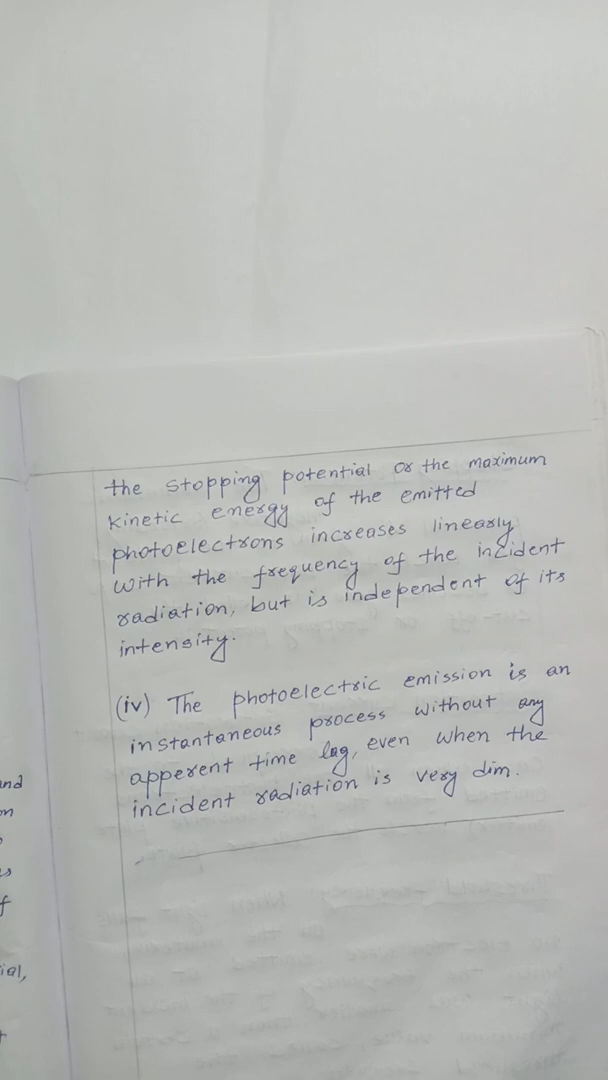 the stopping potential or the maximum
kinetic energy of the emitted
photoelectrons increases linearly
with the frequency of the incident
radiation, but is independent of its
intensity.
(iv) The photoelectric emission is an
instantaneous process without any
apperent time lag, even when the
incident radiation is very dim.